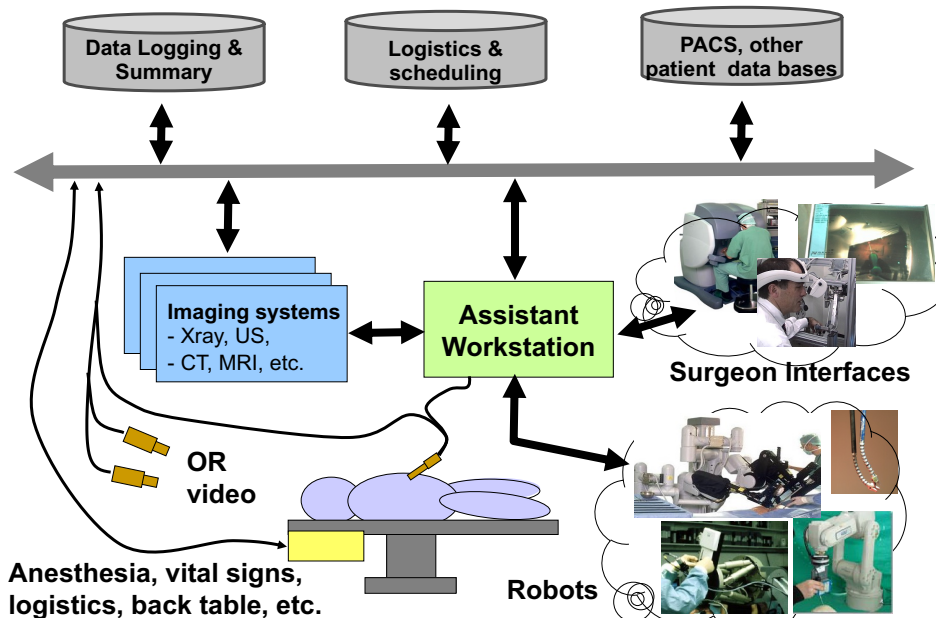 Data Logging &
Summary
Logistics &
scheduling
PACS, other
patient data bases
Imaging systems
- Xray, US,
- CT, MRI, etc.
Assistant
Workstation
Surgeon Interfaces
OR
video
Anesthesia, vital signs,
logistics, back table, etc.
Robots